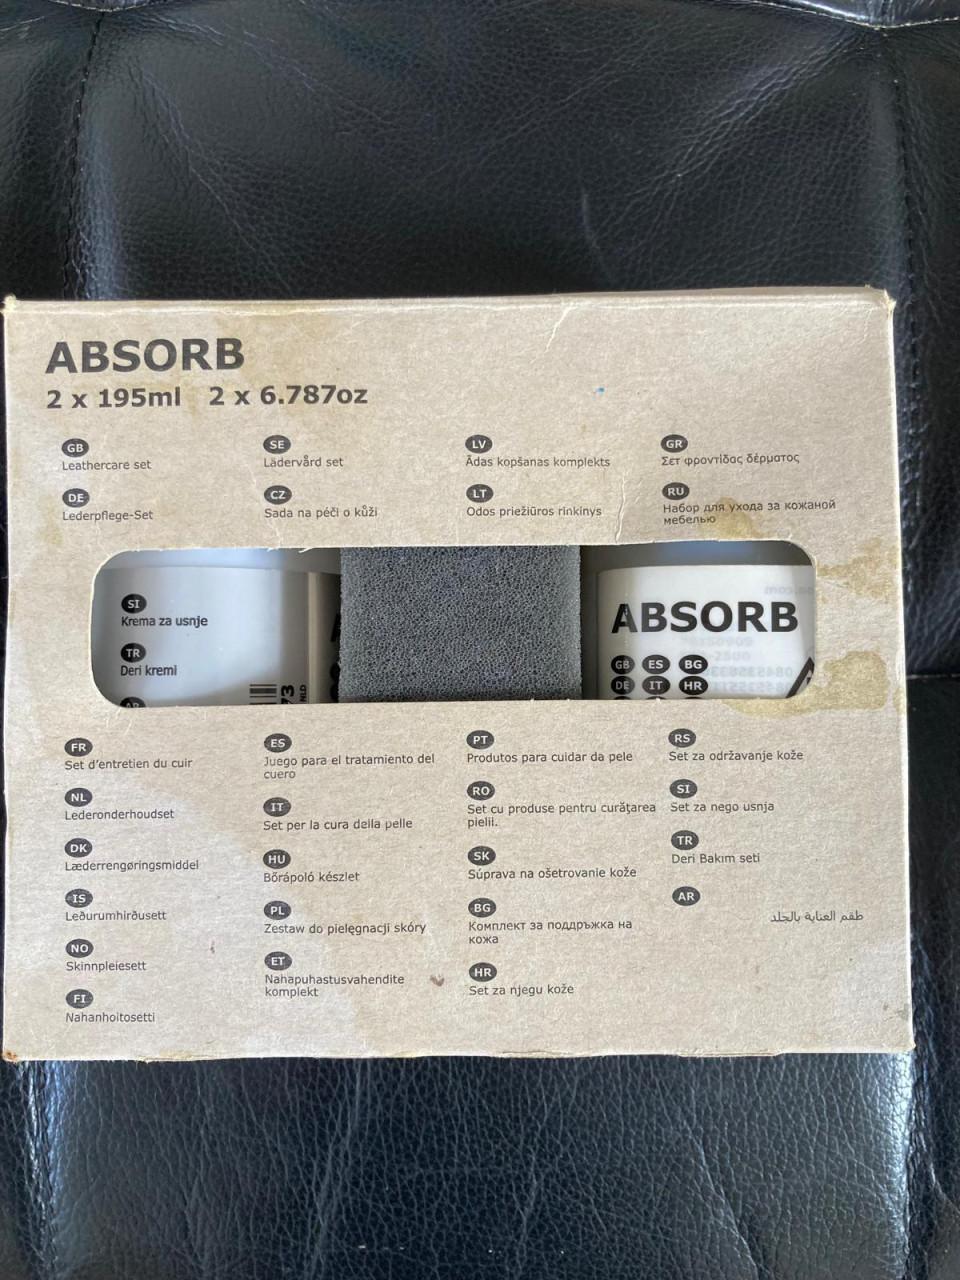 ABSORB
2 x 195ml 2 x 6.787oz
GB
Leathercare set
DE
Lederpflege-Set
SE
Lädervård set
CZ
Sada na péči o kůži
LV
Ādas kopšanas komplekts
LT
Odos priežiūros rinkinys
GR
Σετ φροντίδας δέρματος
RU
Набор для ухода за кожаной
мебелью
SI
Krema za usnje
TR
Deri kremi
AR
73
NLD
ABSORB
GB ES BG
DE IT HR
FR
Set d'entretien du cuir
NL
Lederonderhoudset
DK
Læderrengøringsmiddel
IS
Leðurumhirðusett
NO
Skinnpleiesett
FI
Nahanhoitosetti
ES
Juego para el tratamiento del
cuero
IT
Set per la cura della pelle
HU
Bőrápoló készlet
PL
Zestaw do pielęgnacji skóry
ET
Nahapuhastusvahendite
komplekt
PT
Produtos para cuidar da pele
RO
Set cu produse pentru curăţarea
pielii.
SK
Súprava na ošetrovanie kože
BG
Комплект за поддръжка на
кожа
HR
Set za njegu kože
RS
Set za održavanje kože
SI
Set za nego usnja
TR
Deri Bakım seti
AR
طقم العناية بالجلد